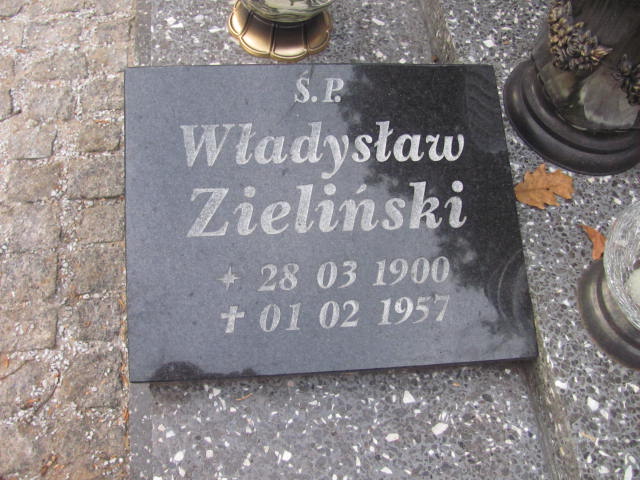 Ś.P.
Władysław
Zieliński
28 03 1900
01 02 1957